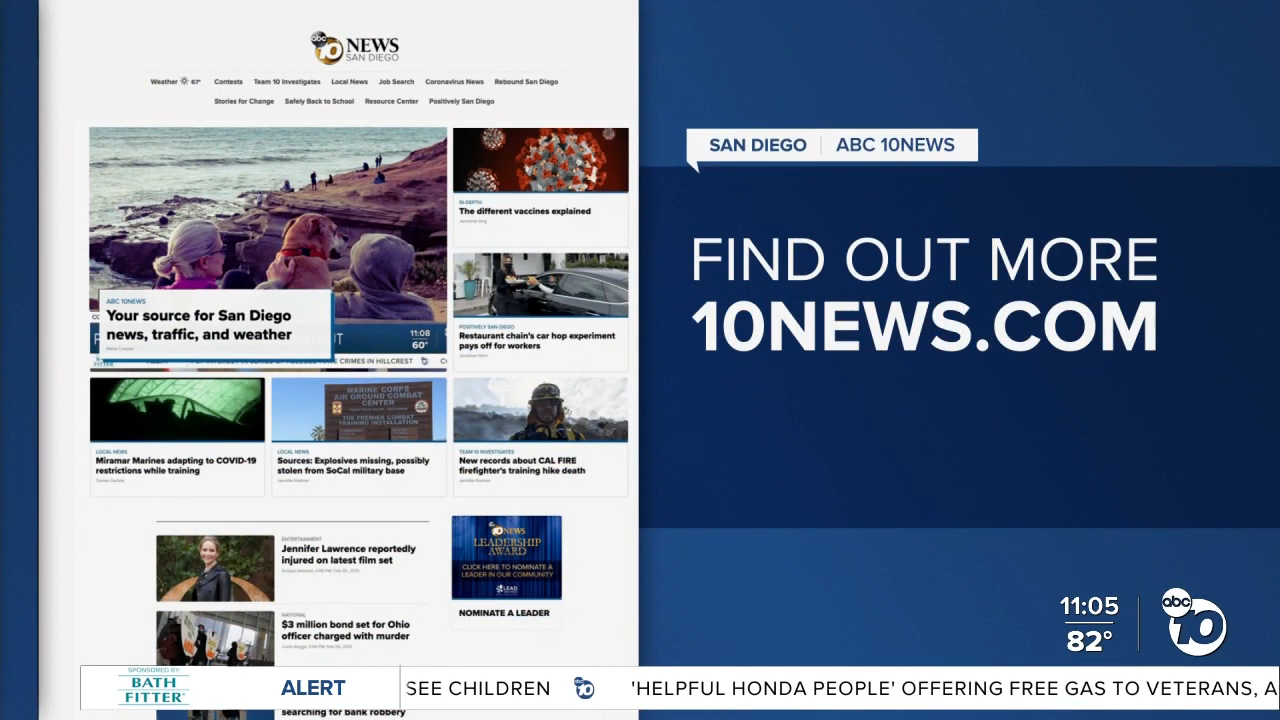 abc 10 NEWS
SAN DIEGO
Weather 67°
Contests
Team 10 Investigates
Local News
Job Search
Coronavirus News
Rebound San Diego
Stories for Change
Safely Back to School
Resource Center
Positively San Diego
ABC 10NEWS
Your source for San Diego
news, traffic, and weather
11:08
60°
CRIMES IN HILLCREST
IN-DEPTH
The different vaccines explained
POSITIVELY SAN DIEGO
Restaurant chain's car hop experiment
pays off for workers
LOCAL NEWS
Miramar Marines adapting to COVID-19
restrictions while training
MARINE CORPS
AIR GROUND COMBAT
CENTER
THE PREMIER COMBAT
TRAINING INSTALLATION
LOCAL NEWS
Sources: Explosives missing, possibly
stolen from SoCal military base
TEAM 10 INVESTIGATES
New records about CAL FIRE
firefighter's training hike death
ENTERTAINMENT
Jennifer Lawrence reportedly
injured on latest film set
NATIONAL
$3 million bond set for Ohio
officer charged with murder
searching for bank robbery
10NEWS
LEADERSHIP
AWARD
CLICK HERE TO NOMINATE A
LEADER IN OUR COMMUNITY
LEAD
NOMINATE A LEADER
SAN DIEGO | ABC 10NEWS
FIND OUT MORE
10NEWS.COM
11:05
82°
abc 10
SPONSORED BY:
BATH
FITTER
ALERT
SEE CHILDREN abc 10 'HELPFUL HONDA PEOPLE' OFFERING FREE GAS TO VETERANS, A